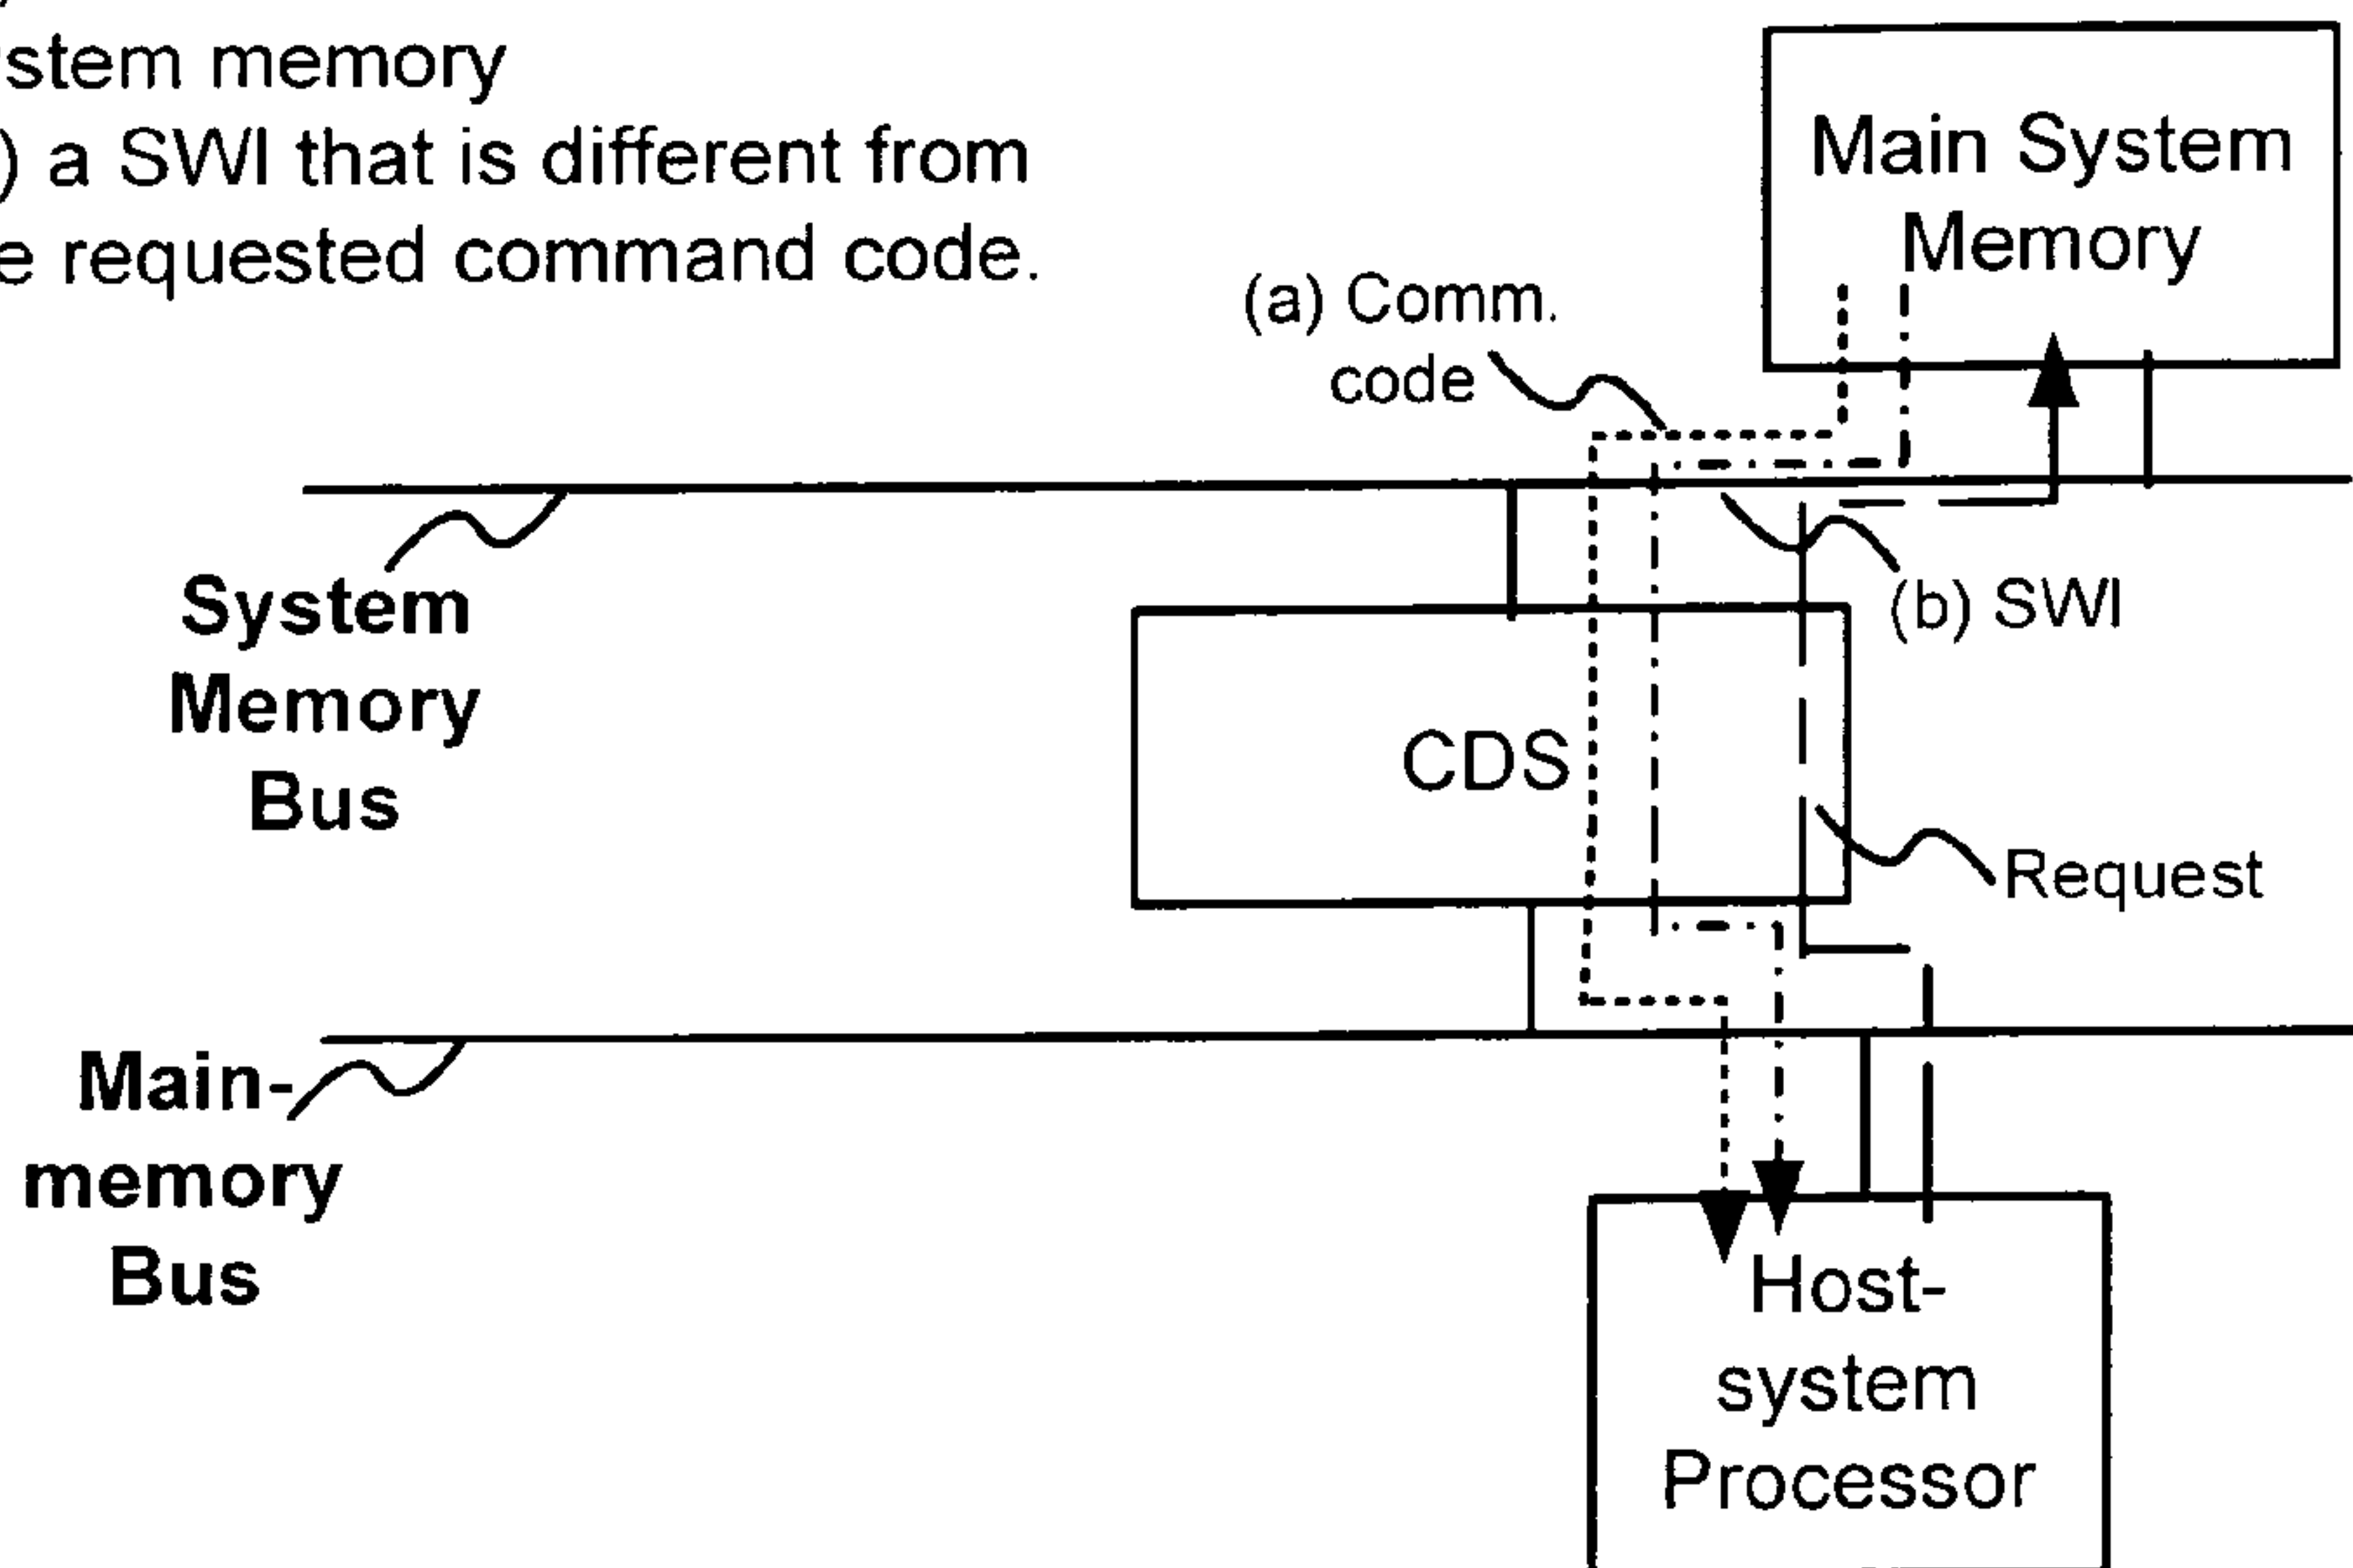 stem memory
) a SWI that is different from
e requested command code.
Main System
Memory
(a) Comm.
code
System
Memory
Bus
(b) SWI
CDS
Request
Main-
memory
Bus
Host-
system
Processor